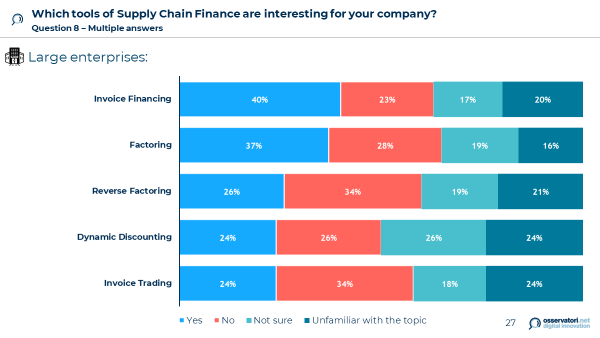 Which tools of Supply Chain Finance are interesting for your company?
Question 8 – Multiple answers
Large enterprises:
Invoice Financing 40% 23% 17% 20%
Factoring 37% 28% 19% 16%
Reverse Factoring 26% 34% 19% 21%
Dynamic Discounting 24% 26% 26% 24%
Invoice Trading 24% 34% 18% 24%
Yes No Not sure Unfamiliar with the topic
27
osservatori.net
digital innovation